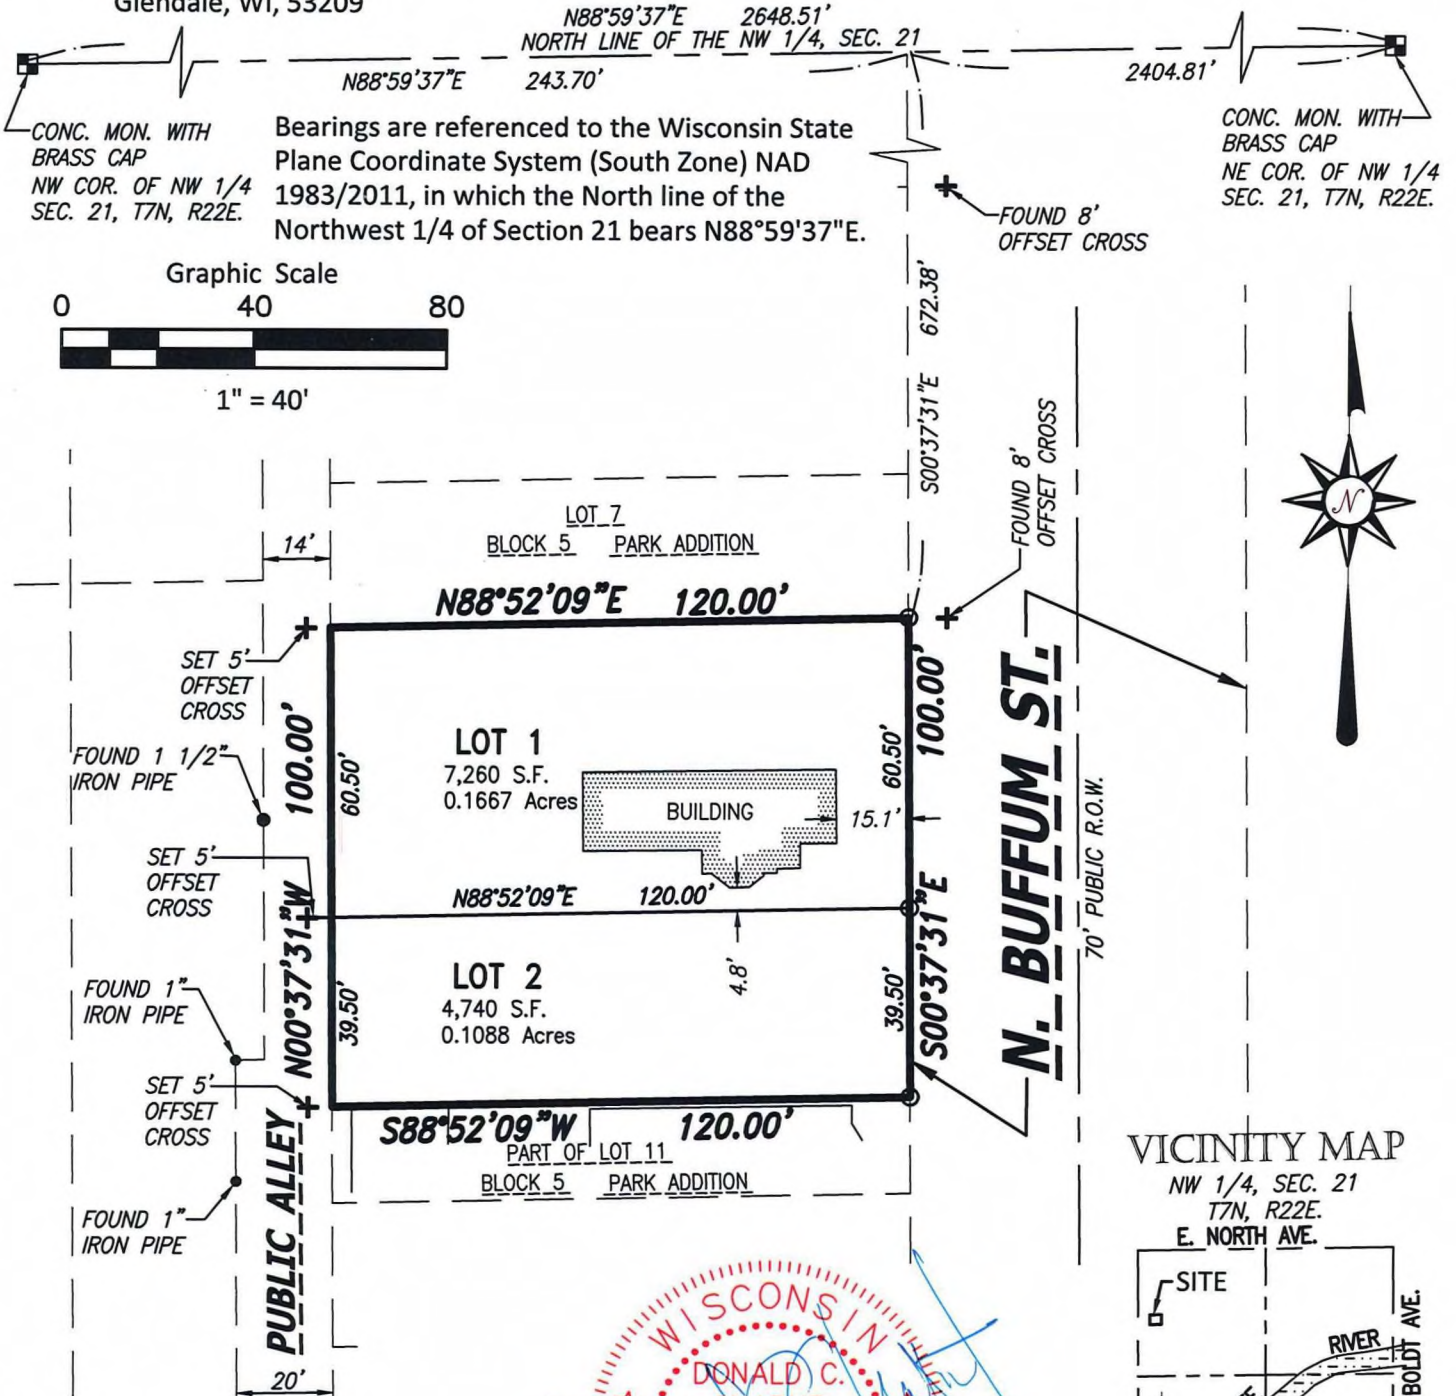 Glendale, WI, 53209
N88°59'37"E 2648.51'
NORTH LINE OF THE NW 1/4, SEC. 21
N88°59'37"E 243.70'
2404.81'
CONC. MON. WITH
BRASS CAP
NW COR. OF NW 1/4
SEC. 21, T7N, R22E.
Bearings are referenced to the Wisconsin State
Plane Coordinate System (South Zone) NAD
1983/2011, in which the North line of the
Northwest 1/4 of Section 21 bears N88°59'37"E.
CONC. MON. WITH
BRASS CAP
NE COR. OF NW 1/4
SEC. 21, T7N, R22E.
FOUND 8'
OFFSET CROSS
Graphic Scale
0 40 80
1" = 40'
S00°37'31"E 672.38'
FOUND 8'
OFFSET CROSS
N
LOT 7
BLOCK 5 PARK ADDITION
14'
N88°52'09"E 120.00'
SET 5'
OFFSET
CROSS
FOUND 1 1/2"
IRON PIPE
SET 5'
OFFSET
CROSS
FOUND 1"
IRON PIPE
SET 5'
OFFSET
CROSS
FOUND 1"
IRON PIPE
N00°37'31"W 100.00'
60.50'
39.50'
LOT 1
7,260 S.F.
0.1667 Acres
BUILDING
15.1'
60.50'
N88°52'09"E 120.00'
4.8'
LOT 2
4,740 S.F.
0.1088 Acres
39.50'
S00°37'31"E 100.00'
N. BUFFUM ST.
70' PUBLIC R.O.W.
S88°52'09"W 120.00'
PART OF LOT 11
BLOCK 5 PARK ADDITION
PUBLIC ALLEY
20'
WISCONSIN
DONALD C.
VICINITY MAP
NW 1/4, SEC. 21
T7N, R22E.
E. NORTH AVE.
SITE
RIVER
BOLDT AVE.